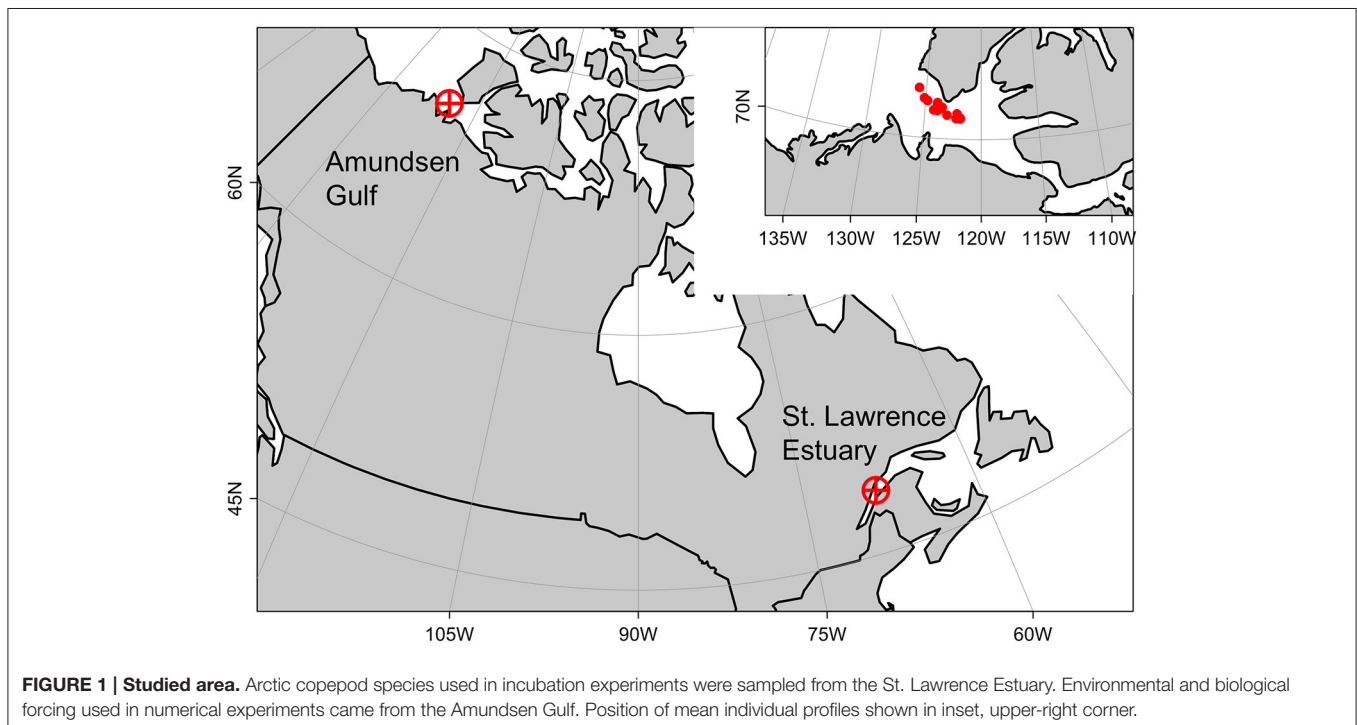 70N
135W 130W 125W 120W 115W 110W
Amundsen
Gulf
60N
St. Lawrence
Estuary
45N
105W 90W 75W 60W
FIGURE 1 | Studied area. Arctic copepod species used in incubation experiments were sampled from the St. Lawrence Estuary. Environmental and biological
forcing used in numerical experiments came from the Amundsen Gulf. Position of mean individual profiles shown in inset, upper-right corner.